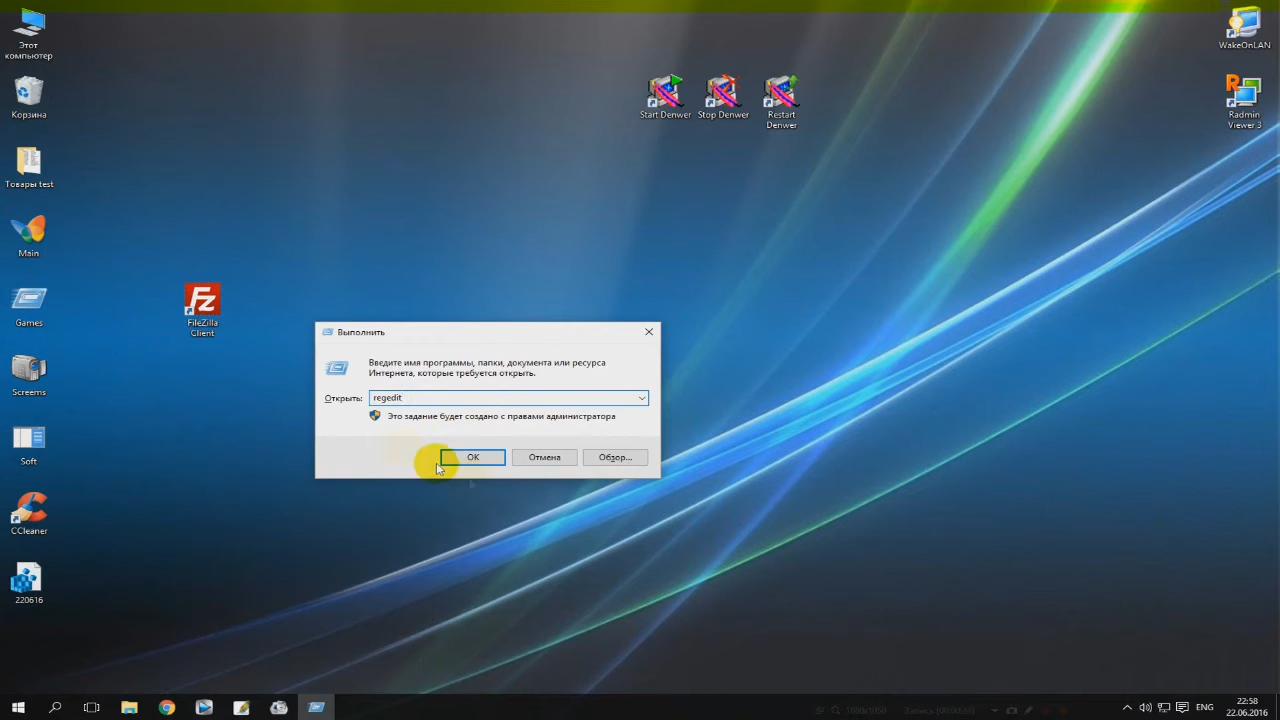 Этот
компьютер
Корзина
Товары test
Main
Games
Screems
Soft
CCleaner
220616
FileZilla
Client
Start Denwer
Stop Denwer
Restart
Denwer
WakeOnLAN
Radmin
Viewer 3
Выполнить
Введите имя программы, папки, документа или ресурса
Интернета, которые требуется открыть.
Открыть: regedit
Это задание будет создано с правами администратора
ОК Отмена Обзор...
ENG
22:58
22.06.2016